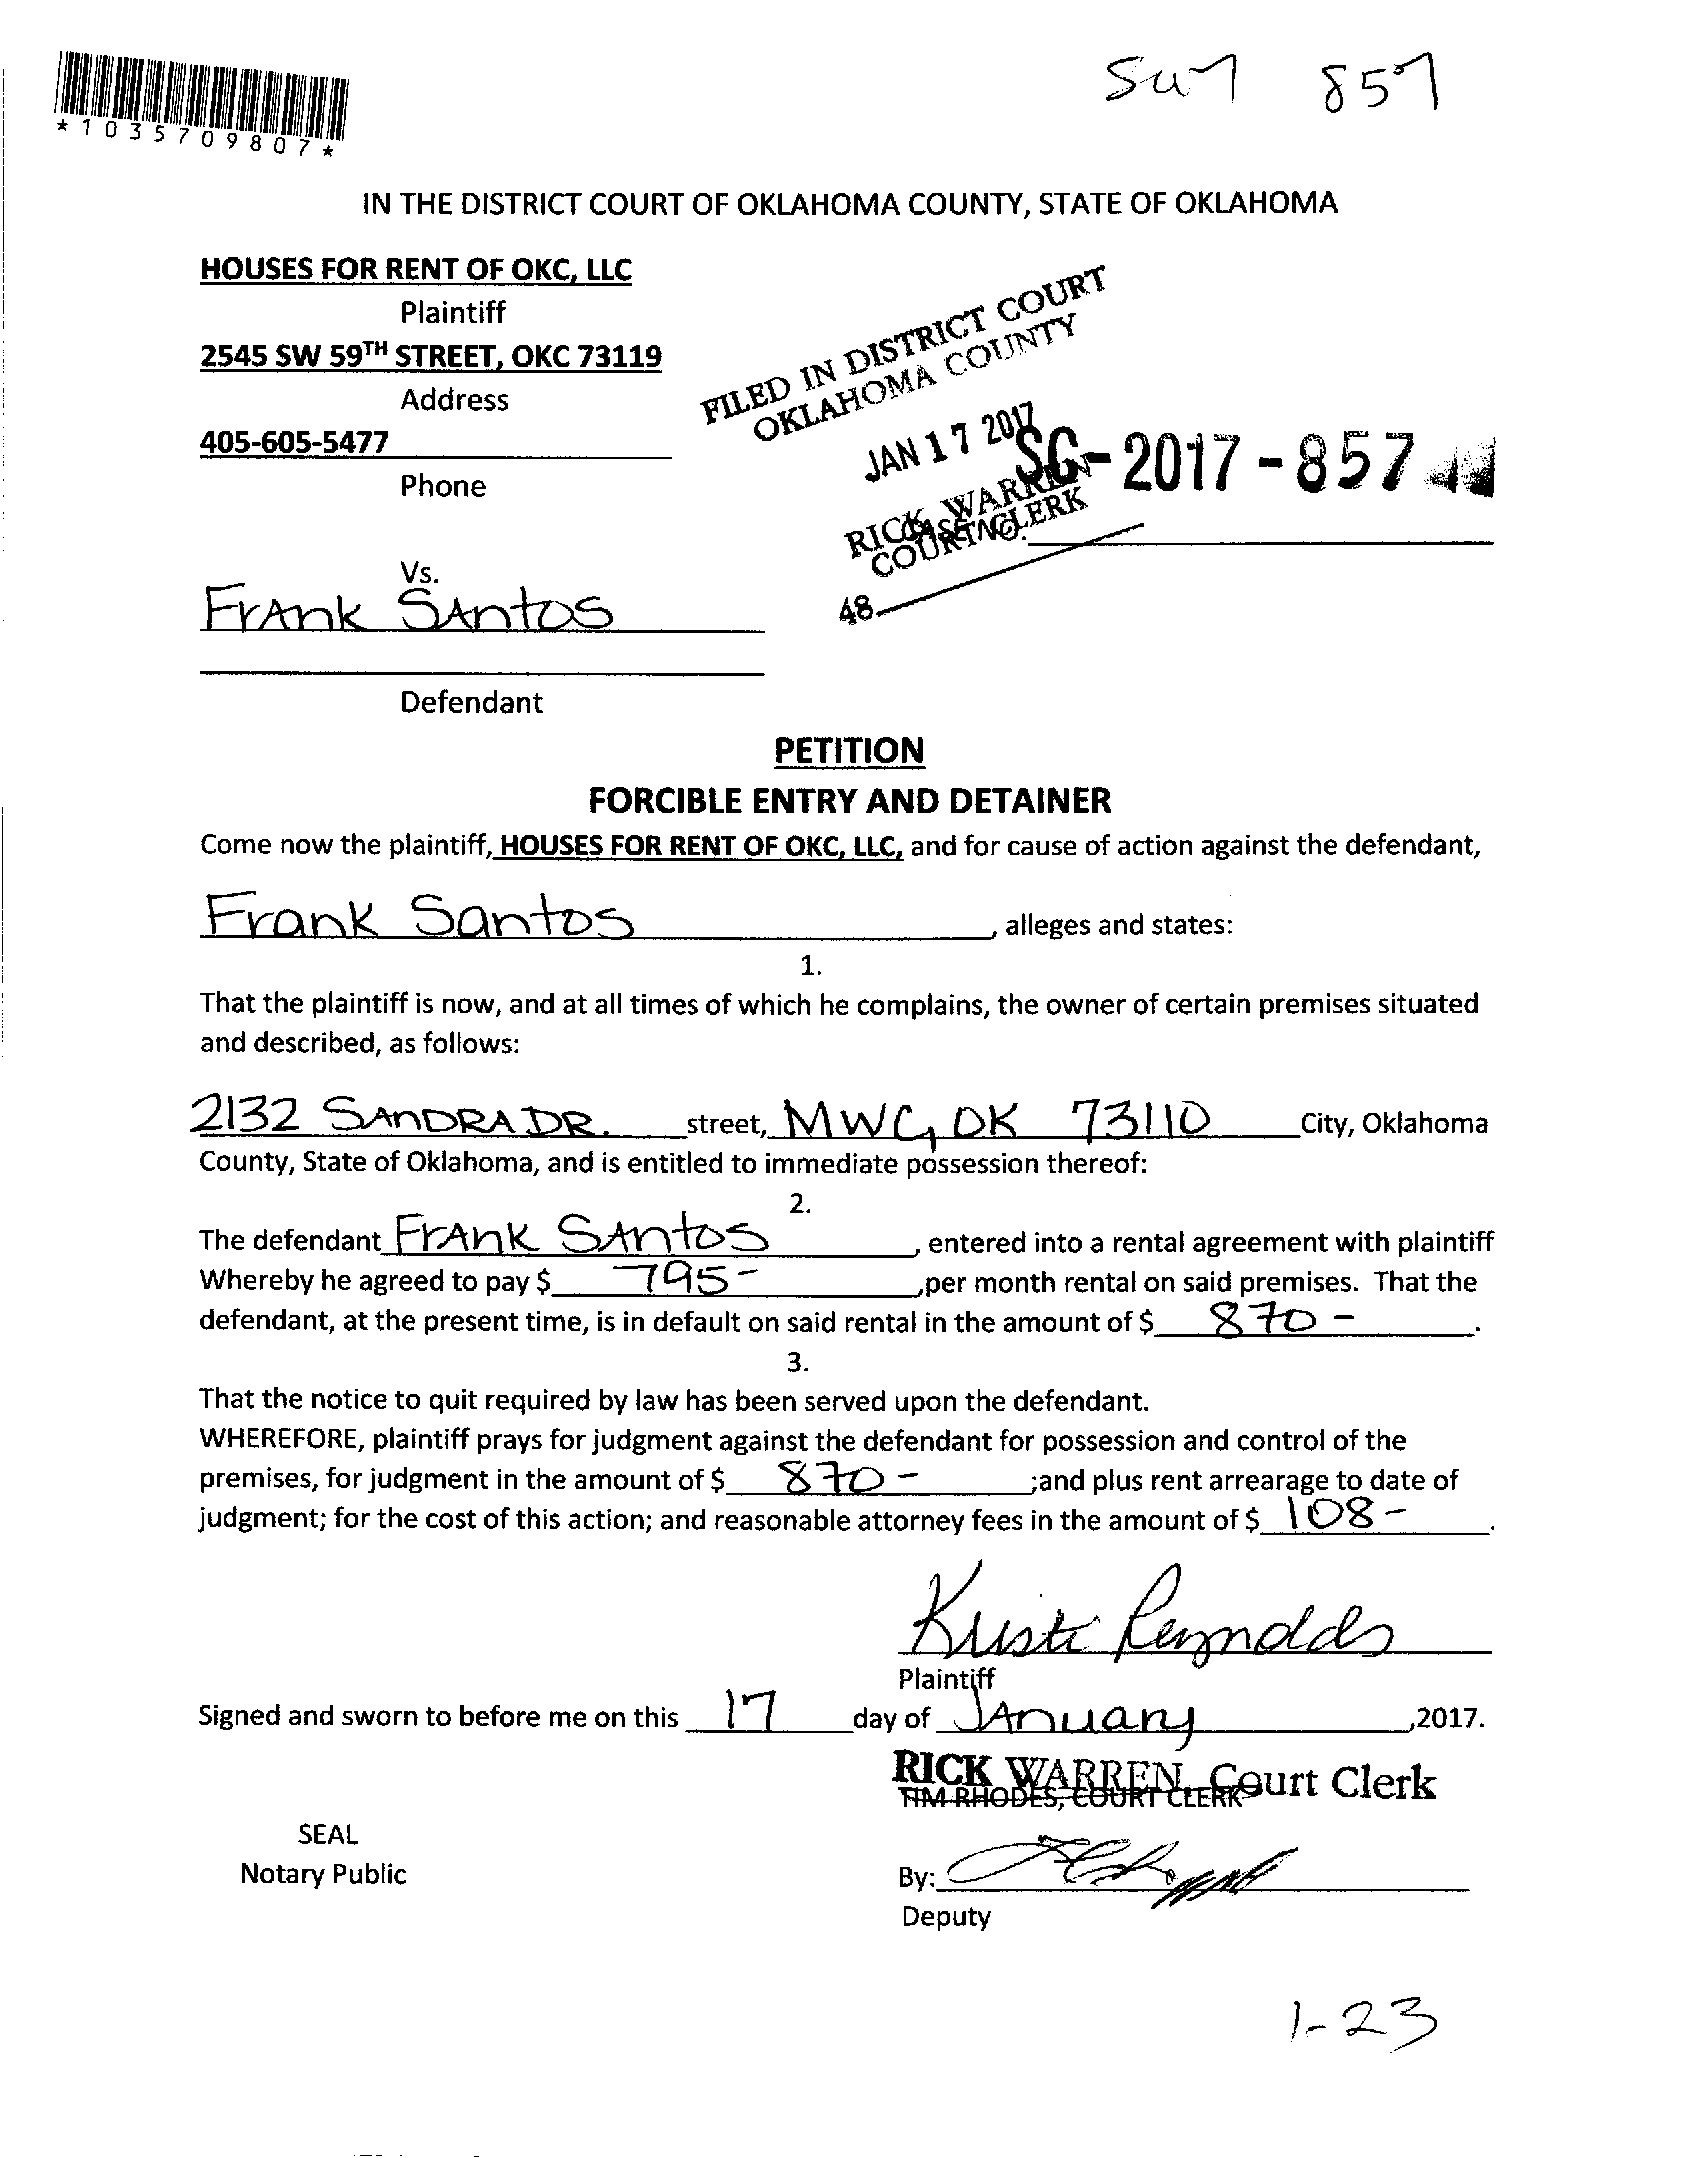 857
*1035709807*
IN THE DISTRICT COURT OF OKLAHOMA COUNTY, STATE OF OKLAHOMA
HOUSES FOR RENT OF OKC, LLC
Plaintiff
2545 SW 59TH STREET, OKC 73119
Address
405-605-5477
Phone
FILED IN DISTRICT COURT
OKLAHOMA COUNTY
JAN 17 2017
SC-2017-857
RICK WARREN
COURT CLERK
CASE NO.
48
Vs.
FrAnk SAntos
Defendant
PETITION
FORCIBLE ENTRY AND DETAINER
Come now the plaintiff, HOUSES FOR RENT OF OKC, LLC, and for cause of action against the defendant,
Frank Santos, alleges and states:
1.
That the plaintiff is now, and at all times of which he complains, the owner of certain premises situated
and described, as follows:
2132 SAnDRA DR. street, MWC, OK 73110 City, Oklahoma
County, State of Oklahoma, and is entitled to immediate possession thereof:
2.
The defendant FrAnk SAntos, entered into a rental agreement with plaintiff
Whereby he agreed to pay $ 795- ,per month rental on said premises. That the
defendant, at the present time, is in default on said rental in the amount of $ 870-.
3.
That the notice to quit required by law has been served upon the defendant.
WHEREFORE, plaintiff prays for judgment against the defendant for possession and control of the
premises, for judgment in the amount of $ 870- ;and plus rent arrearage to date of
judgment; for the cost of this action; and reasonable attorney fees in the amount of $ 108-.
Kristi Reynolds
Plaintiff
Signed and sworn to before me on this 17 day of JAnuary ,2017.
RICK WARREN, Court Clerk
TIM RHODES, COURT CLERK
SEAL
Notary Public
By:
Deputy
1-23